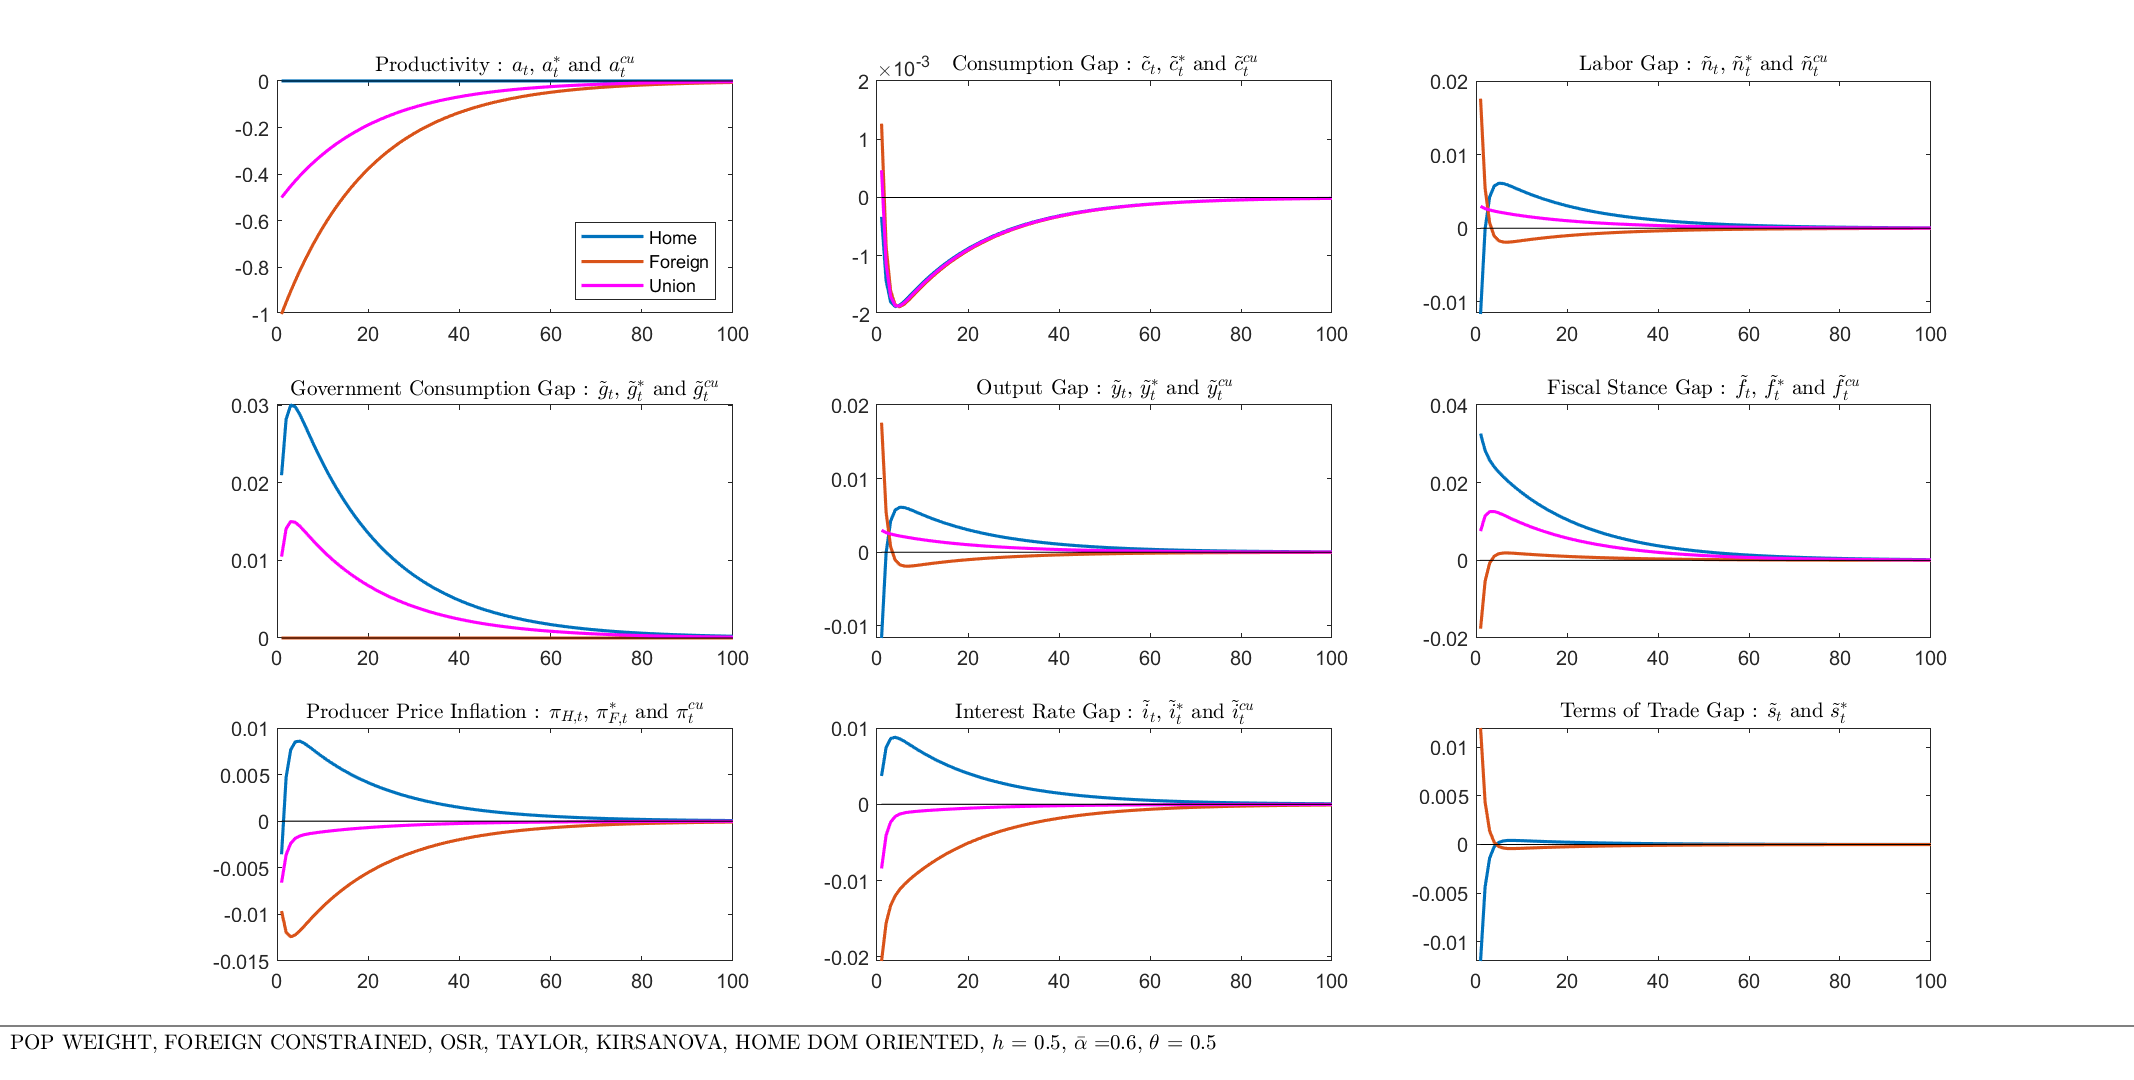 Productivity : a_t, a_t^* and a_t^{cu}
0
-0.2
-0.4
-0.6
-0.8
-1
0 20 40 60 80 100
Home
Foreign
Union
Consumption Gap : c̃_t, c̃_t^* and c̃_t^{cu}
×10^{-3}
2
1
0
-1
-2
0 20 40 60 80 100
Labor Gap : ñ_t, ñ_t^* and ñ_t^{cu}
0.02
0.01
0
-0.01
0 20 40 60 80 100
Government Consumption Gap : g̃_t, g̃_t^* and g̃_t^{cu}
0.03
0.02
0.01
0
0 20 40 60 80 100
Output Gap : ỹ_t, ỹ_t^* and ỹ_t^{cu}
0.02
0.01
0
-0.01
0 20 40 60 80 100
Fiscal Stance Gap : f̃_t, f̃_t^* and f̃_t^{cu}
0.04
0.02
0
-0.02
0 20 40 60 80 100
Producer Price Inflation : π_{H,t}, π_{F,t}^* and π_t^{cu}
0.01
0.005
0
-0.005
-0.01
-0.015
0 20 40 60 80 100
Interest Rate Gap : ĩ_t, ĩ_t^* and ĩ_t^{cu}
0.01
0
-0.01
-0.02
0 20 40 60 80 100
Terms of Trade Gap : s̃_t and s̃_t^*
0.01
0.005
0
-0.005
-0.01
0 20 40 60 80 100
POP WEIGHT, FOREIGN CONSTRAINED, OSR, TAYLOR, KIRSANOVA, HOME DOM ORIENTED, h = 0.5, ᾱ =0.6, θ = 0.5